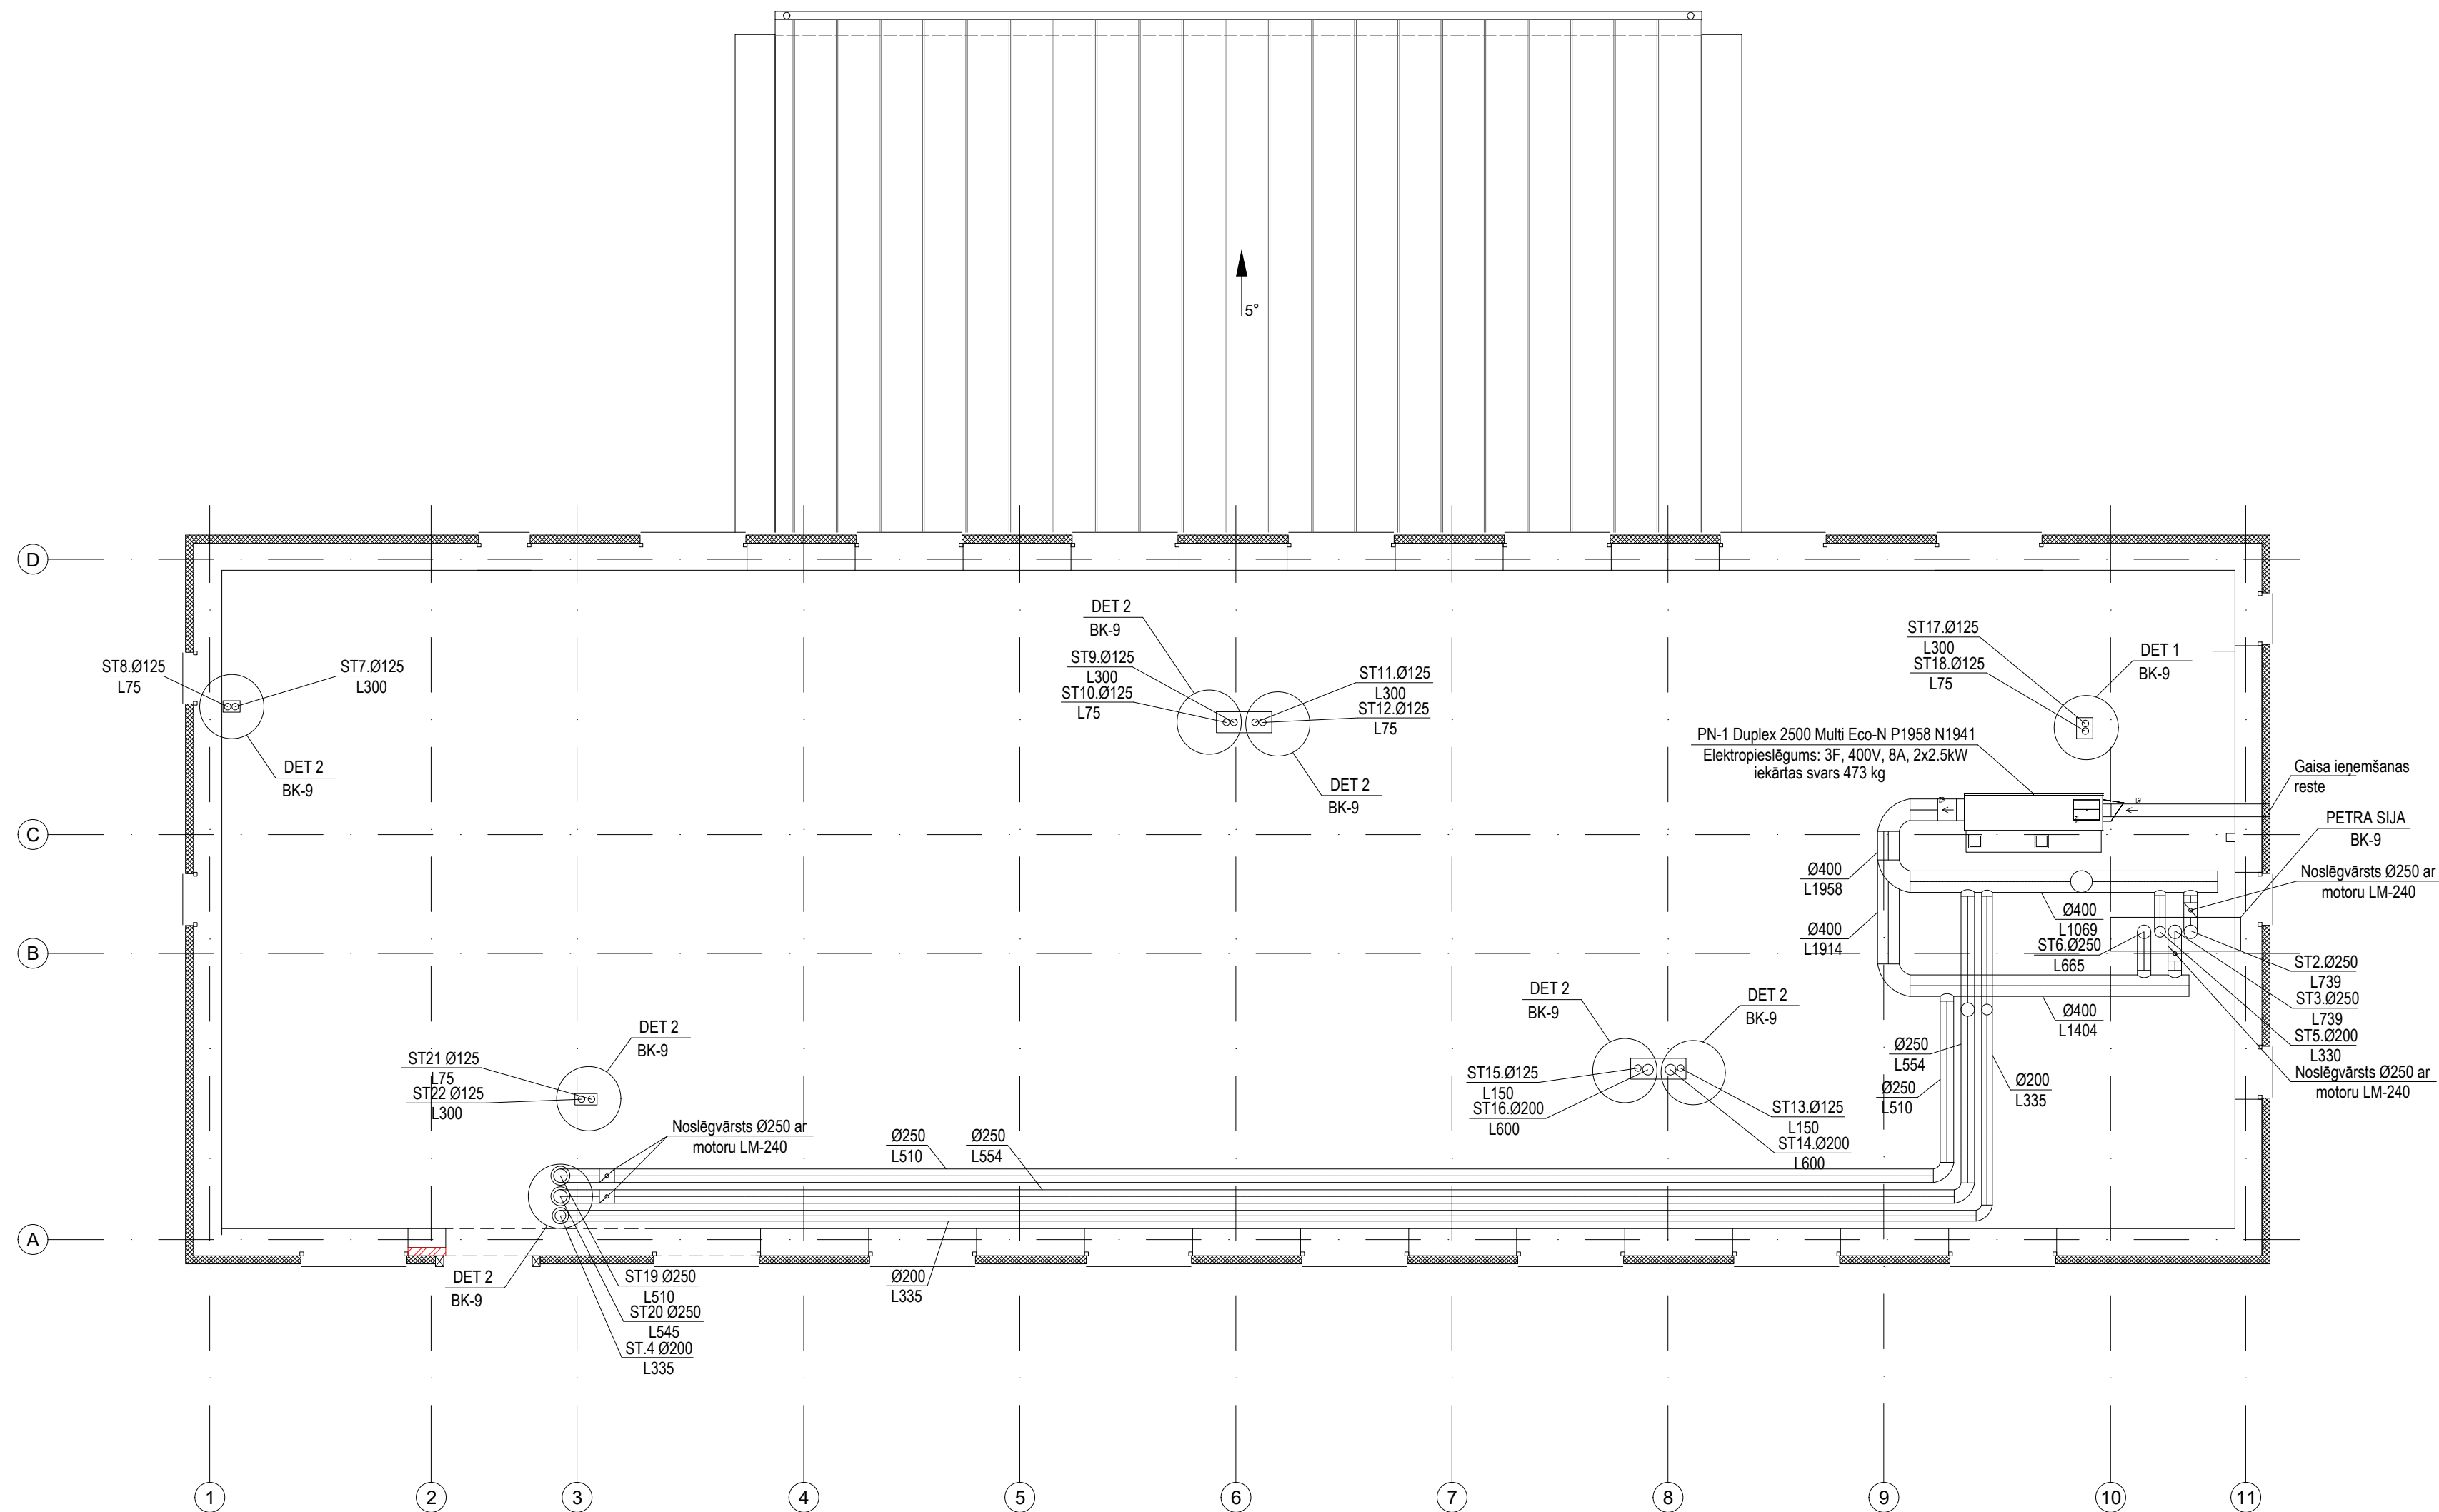 5°
D
DET 2
BK-9
ST9.Ø125
L300
ST10.Ø125
L75
ST11.Ø125
L300
ST12.Ø125
L75
DET 2
BK-9
ST17.Ø125
L300
ST18.Ø125
L75
DET 1
BK-9
ST8.Ø125
L75
ST7.Ø125
L300
DET 2
BK-9
PN-1 Duplex 2500 Multi Eco-N P1958 N1941
Elektropieslēgums: 3F, 400V, 8A, 2x2.5kW
iekārtas svars 473 kg
Gaisa ieņemšanas
reste
PETRA SIJA
BK-9
C
Ø400
L1958
Noslēgvārsts Ø250 ar
motoru LM-240
Ø400
L1069
Ø400
L1914
ST6.Ø250
L665
B
ST2.Ø250
L739
ST3.Ø250
L739
ST5.Ø200
L330
Noslēgvārsts Ø250 ar
motoru LM-240
Ø400
L1404
DET 2
BK-9
DET 2
BK-9
DET 2
BK-9
ST21 Ø125
L75
ST22 Ø125
L300
ST15.Ø125
L150
ST16.Ø200
L600
ST13.Ø125
L150
ST14.Ø200
L600
Ø250
L554
Ø250
L510
Ø200
L335
Noslēgvārsts Ø250 ar
motoru LM-240
Ø250
L510
Ø250
L554
A
DET 2
BK-9
ST19 Ø250
L510
ST20 Ø250
L545
ST.4 Ø200
L335
Ø200
L335
1
2
3
4
5
6
7
8
9
10
11